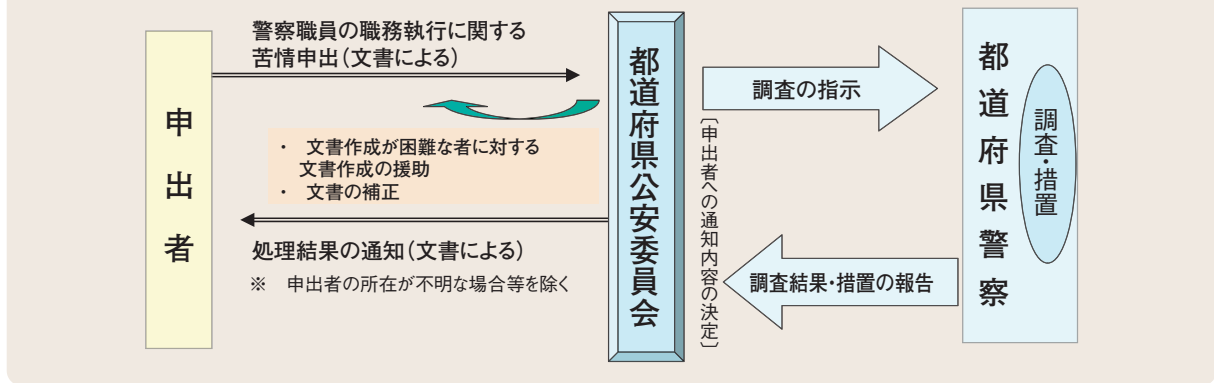 申出者
警察職員の職務執行に関する
苦情申出(文書による)
・ 文書作成が困難な者に対する
文書作成の援助
・ 文書の補正
処理結果の通知(文書による)
※ 申出者の所在が不明な場合等を除く
都道府県公安委員会
調査の指示
〔申出者への通知内容の決定〕
調査結果・措置の報告
都道府県警察
調査・措置